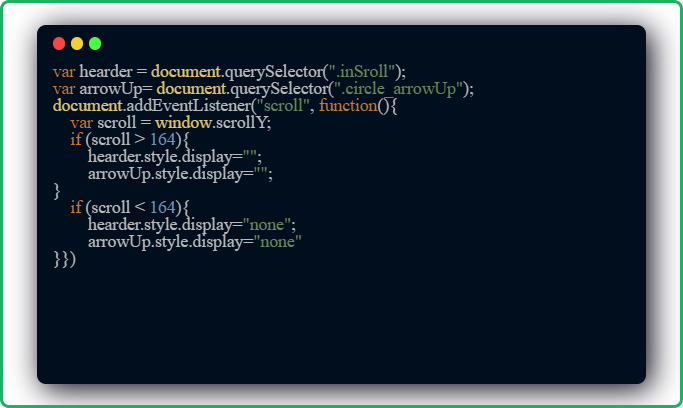 var hearder = document.querySelector(".inSroll");
var arrowUp= document.querySelector(".circle_arrowUp");
document.addEventListener("scroll", function(){
    var scroll = window.scrollY;
    if (scroll > 164){
        hearder.style.display="";
        arrowUp.style.display="";
}
    if (scroll < 164){
        hearder.style.display="none";
        arrowUp.style.display="none"
}})